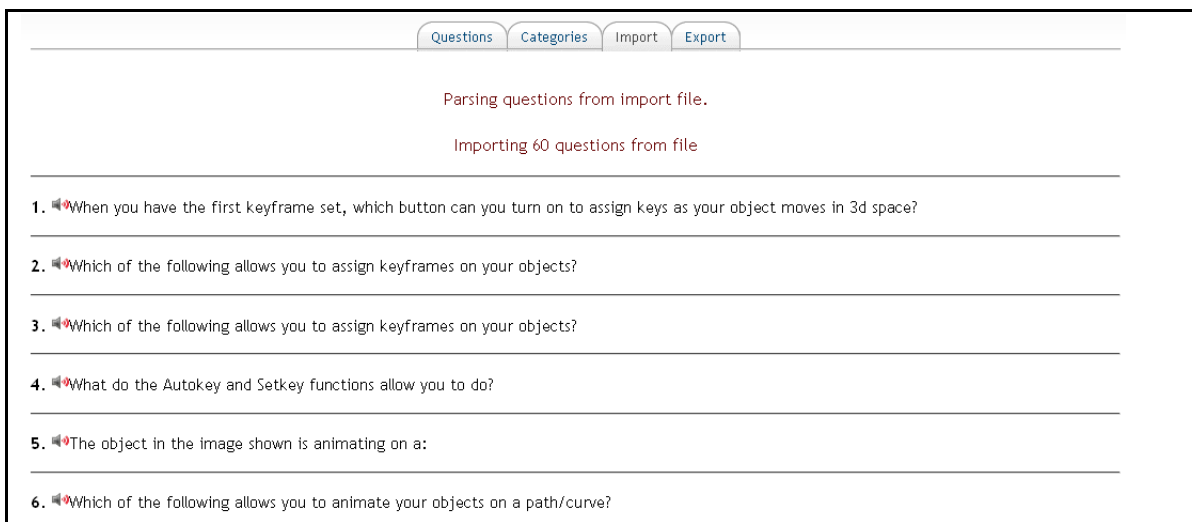 Questions Categories Import Export
Parsing questions from import file.
Importing 60 questions from file
1. When you have the first keyframe set, which button can you turn on to assign keys as your object moves in 3d space?
2. Which of the following allows you to assign keyframes on your objects?
3. Which of the following allows you to assign keyframes on your objects?
4. What do the Autokey and Setkey functions allow you to do?
5. The object in the image shown is animating on a:
6. Which of the following allows you to animate your objects on a path/curve?